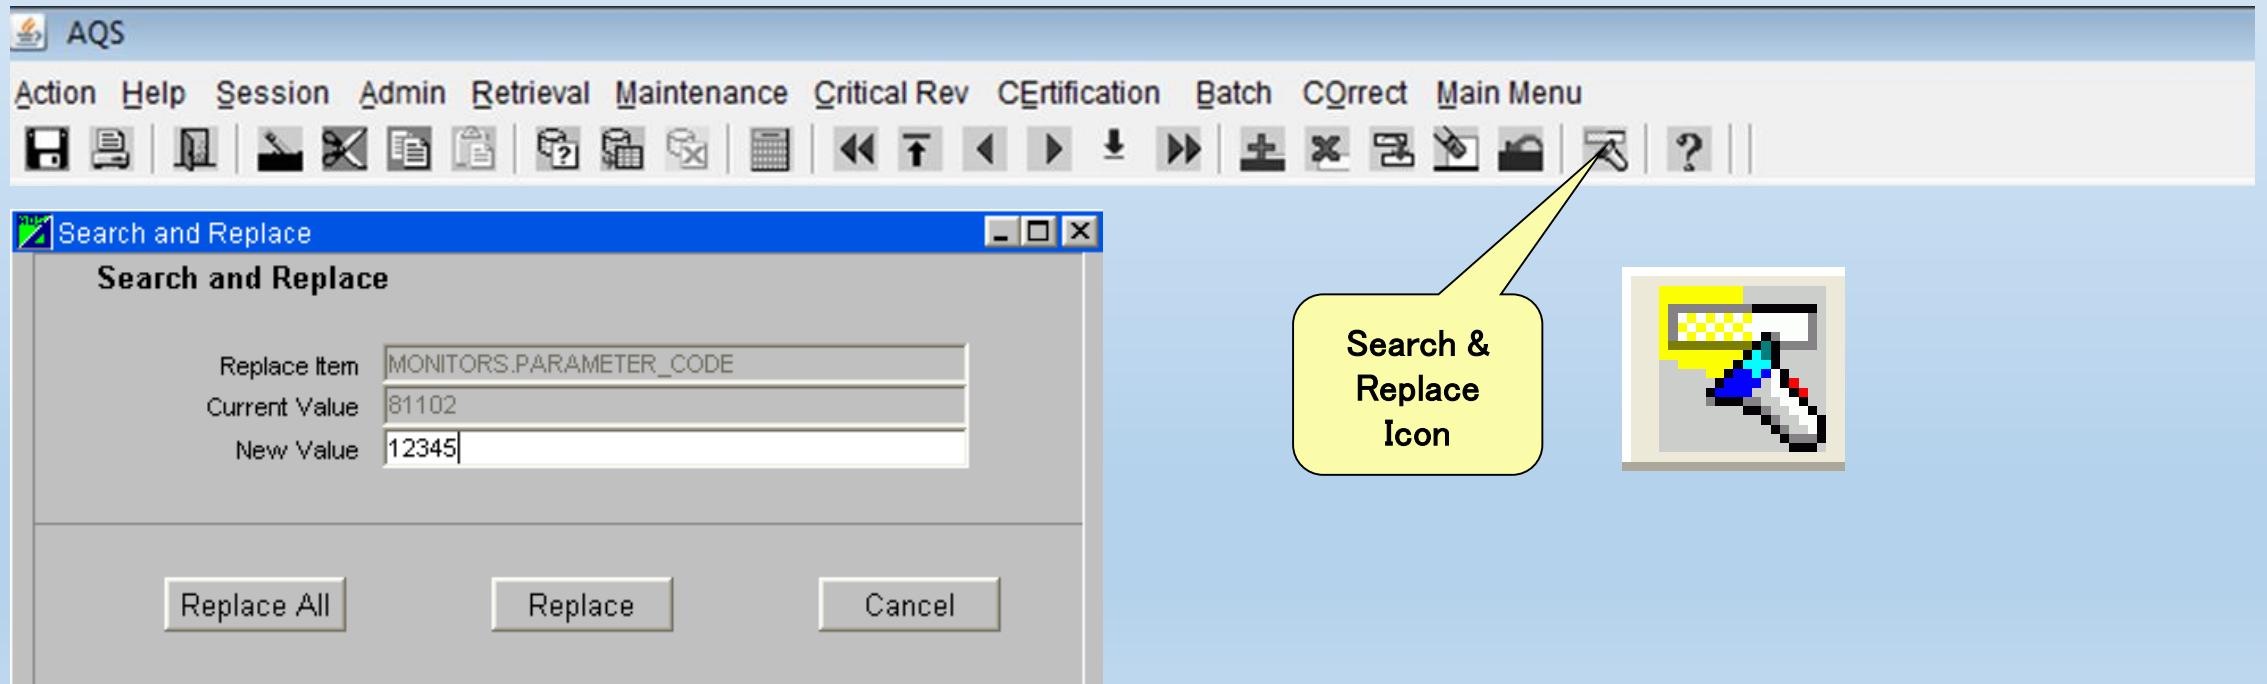 AQS
Action Help Session Admin Retrieval Maintenance Critical Rev CErtification Batch COrrect Main Menu
Search and Replace
Search and Replace
Replace Item MONITORS.PARAMETER_CODE
Current Value 81102
New Value 12345
Replace All Replace Cancel
Search &
Replace
Icon